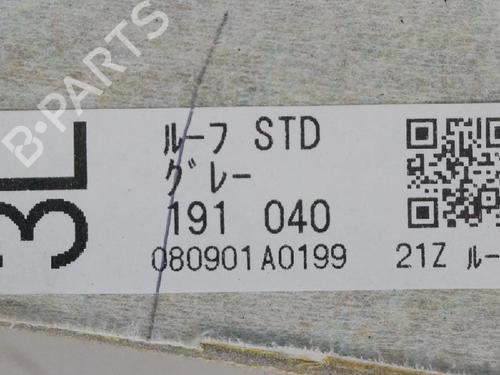 B-PARTS
3L
ﾙｰﾌ STD
ｸﾞﾚｰ
191 040
080901A0199
21Z ﾙｰ